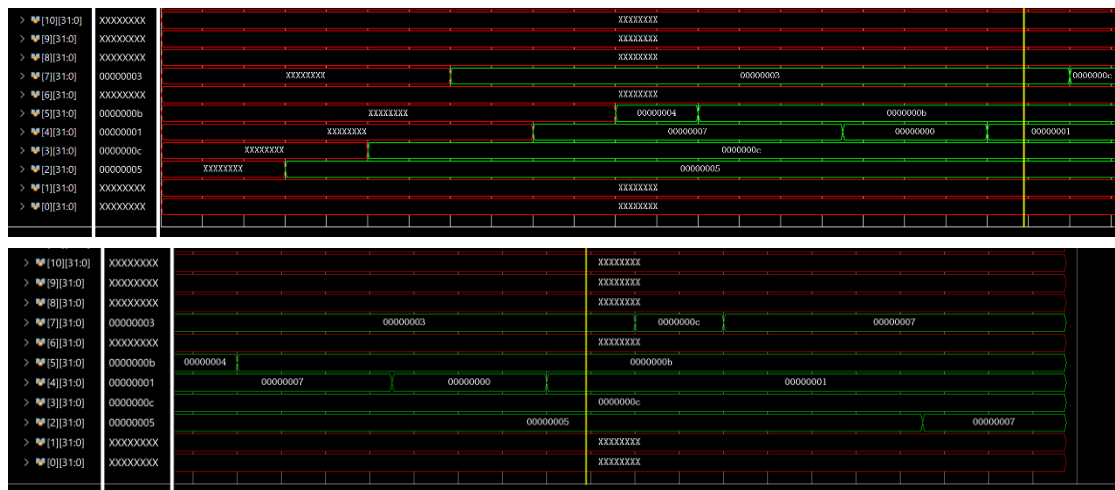 [10][31:0] XXXXXXXX XXXXXXXX
[9][31:0] XXXXXXXX XXXXXXXX
[8][31:0] XXXXXXXX XXXXXXXX
[7][31:0] 00000003 XXXXXXXX 00000003 0000000c
[6][31:0] XXXXXXXX XXXXXXXX
[5][31:0] 0000000b XXXXXXXX 00000004 0000000b
[4][31:0] 00000001 XXXXXXXX 00000007 00000000 00000001
[3][31:0] 0000000c XXXXXXXX 0000000c
[2][31:0] 00000005 XXXXXXXX 00000005
[1][31:0] XXXXXXXX XXXXXXXX
[0][31:0] XXXXXXXX XXXXXXXX
[10][31:0] XXXXXXXX XXXXXXXX
[9][31:0] XXXXXXXX XXXXXXXX
[8][31:0] XXXXXXXX XXXXXXXX
[7][31:0] 00000003 00000003 0000000c 00000007
[6][31:0] XXXXXXXX XXXXXXXX
[5][31:0] 0000000b 00000004 0000000b
[4][31:0] 00000001 00000007 00000000 00000001
[3][31:0] 0000000c 0000000c
[2][31:0] 00000005 00000005 00000007
[1][31:0] XXXXXXXX XXXXXXXX
[0][31:0] XXXXXXXX XXXXXXXX